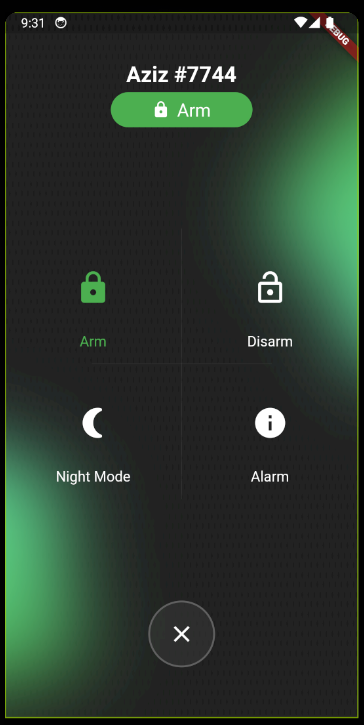 9:31
DEBUG
Aziz #7744
Arm
Arm
Disarm
Night Mode
Alarm